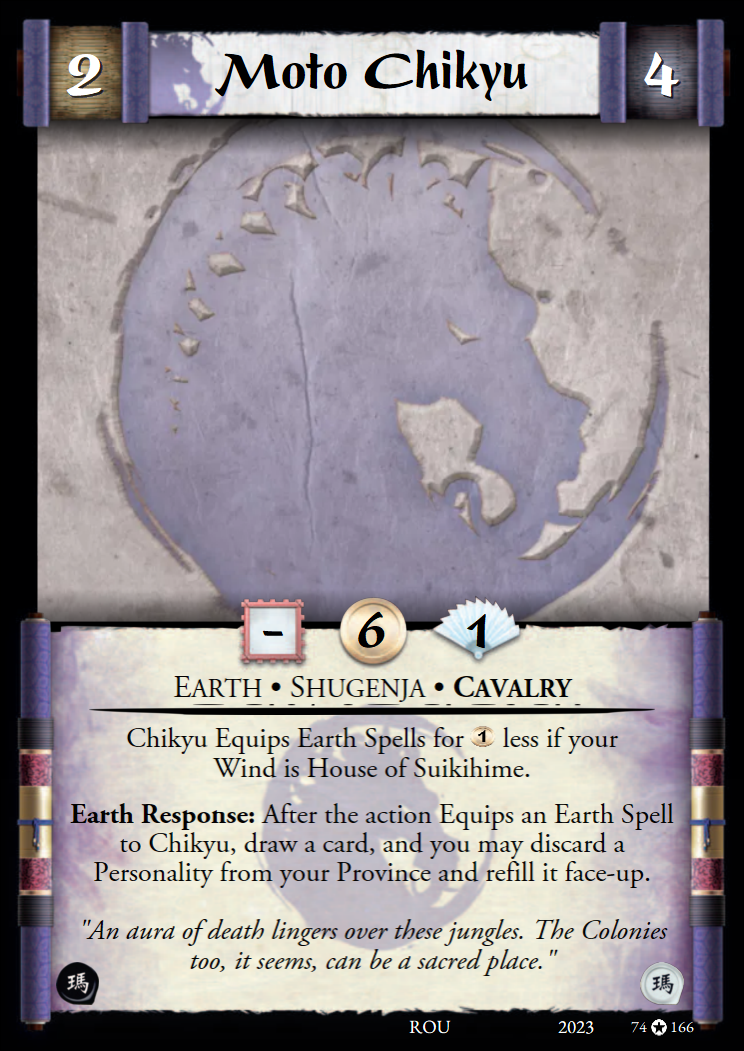 2 Moto Chikyu 4
- 6 1
EARTH • SHUGENJA • CAVALRY
Chikyu Equips Earth Spells for 1 less if your
Wind is House of Suikihime.
Earth Response: After the action Equips an Earth Spell
to Chikyu, draw a card, and you may discard a
Personality from your Province and refill it face-up.
"An aura of death lingers over these jungles. The Colonies
too, it seems, can be a sacred place."
瑪 瑪
ROU 2023 74 166